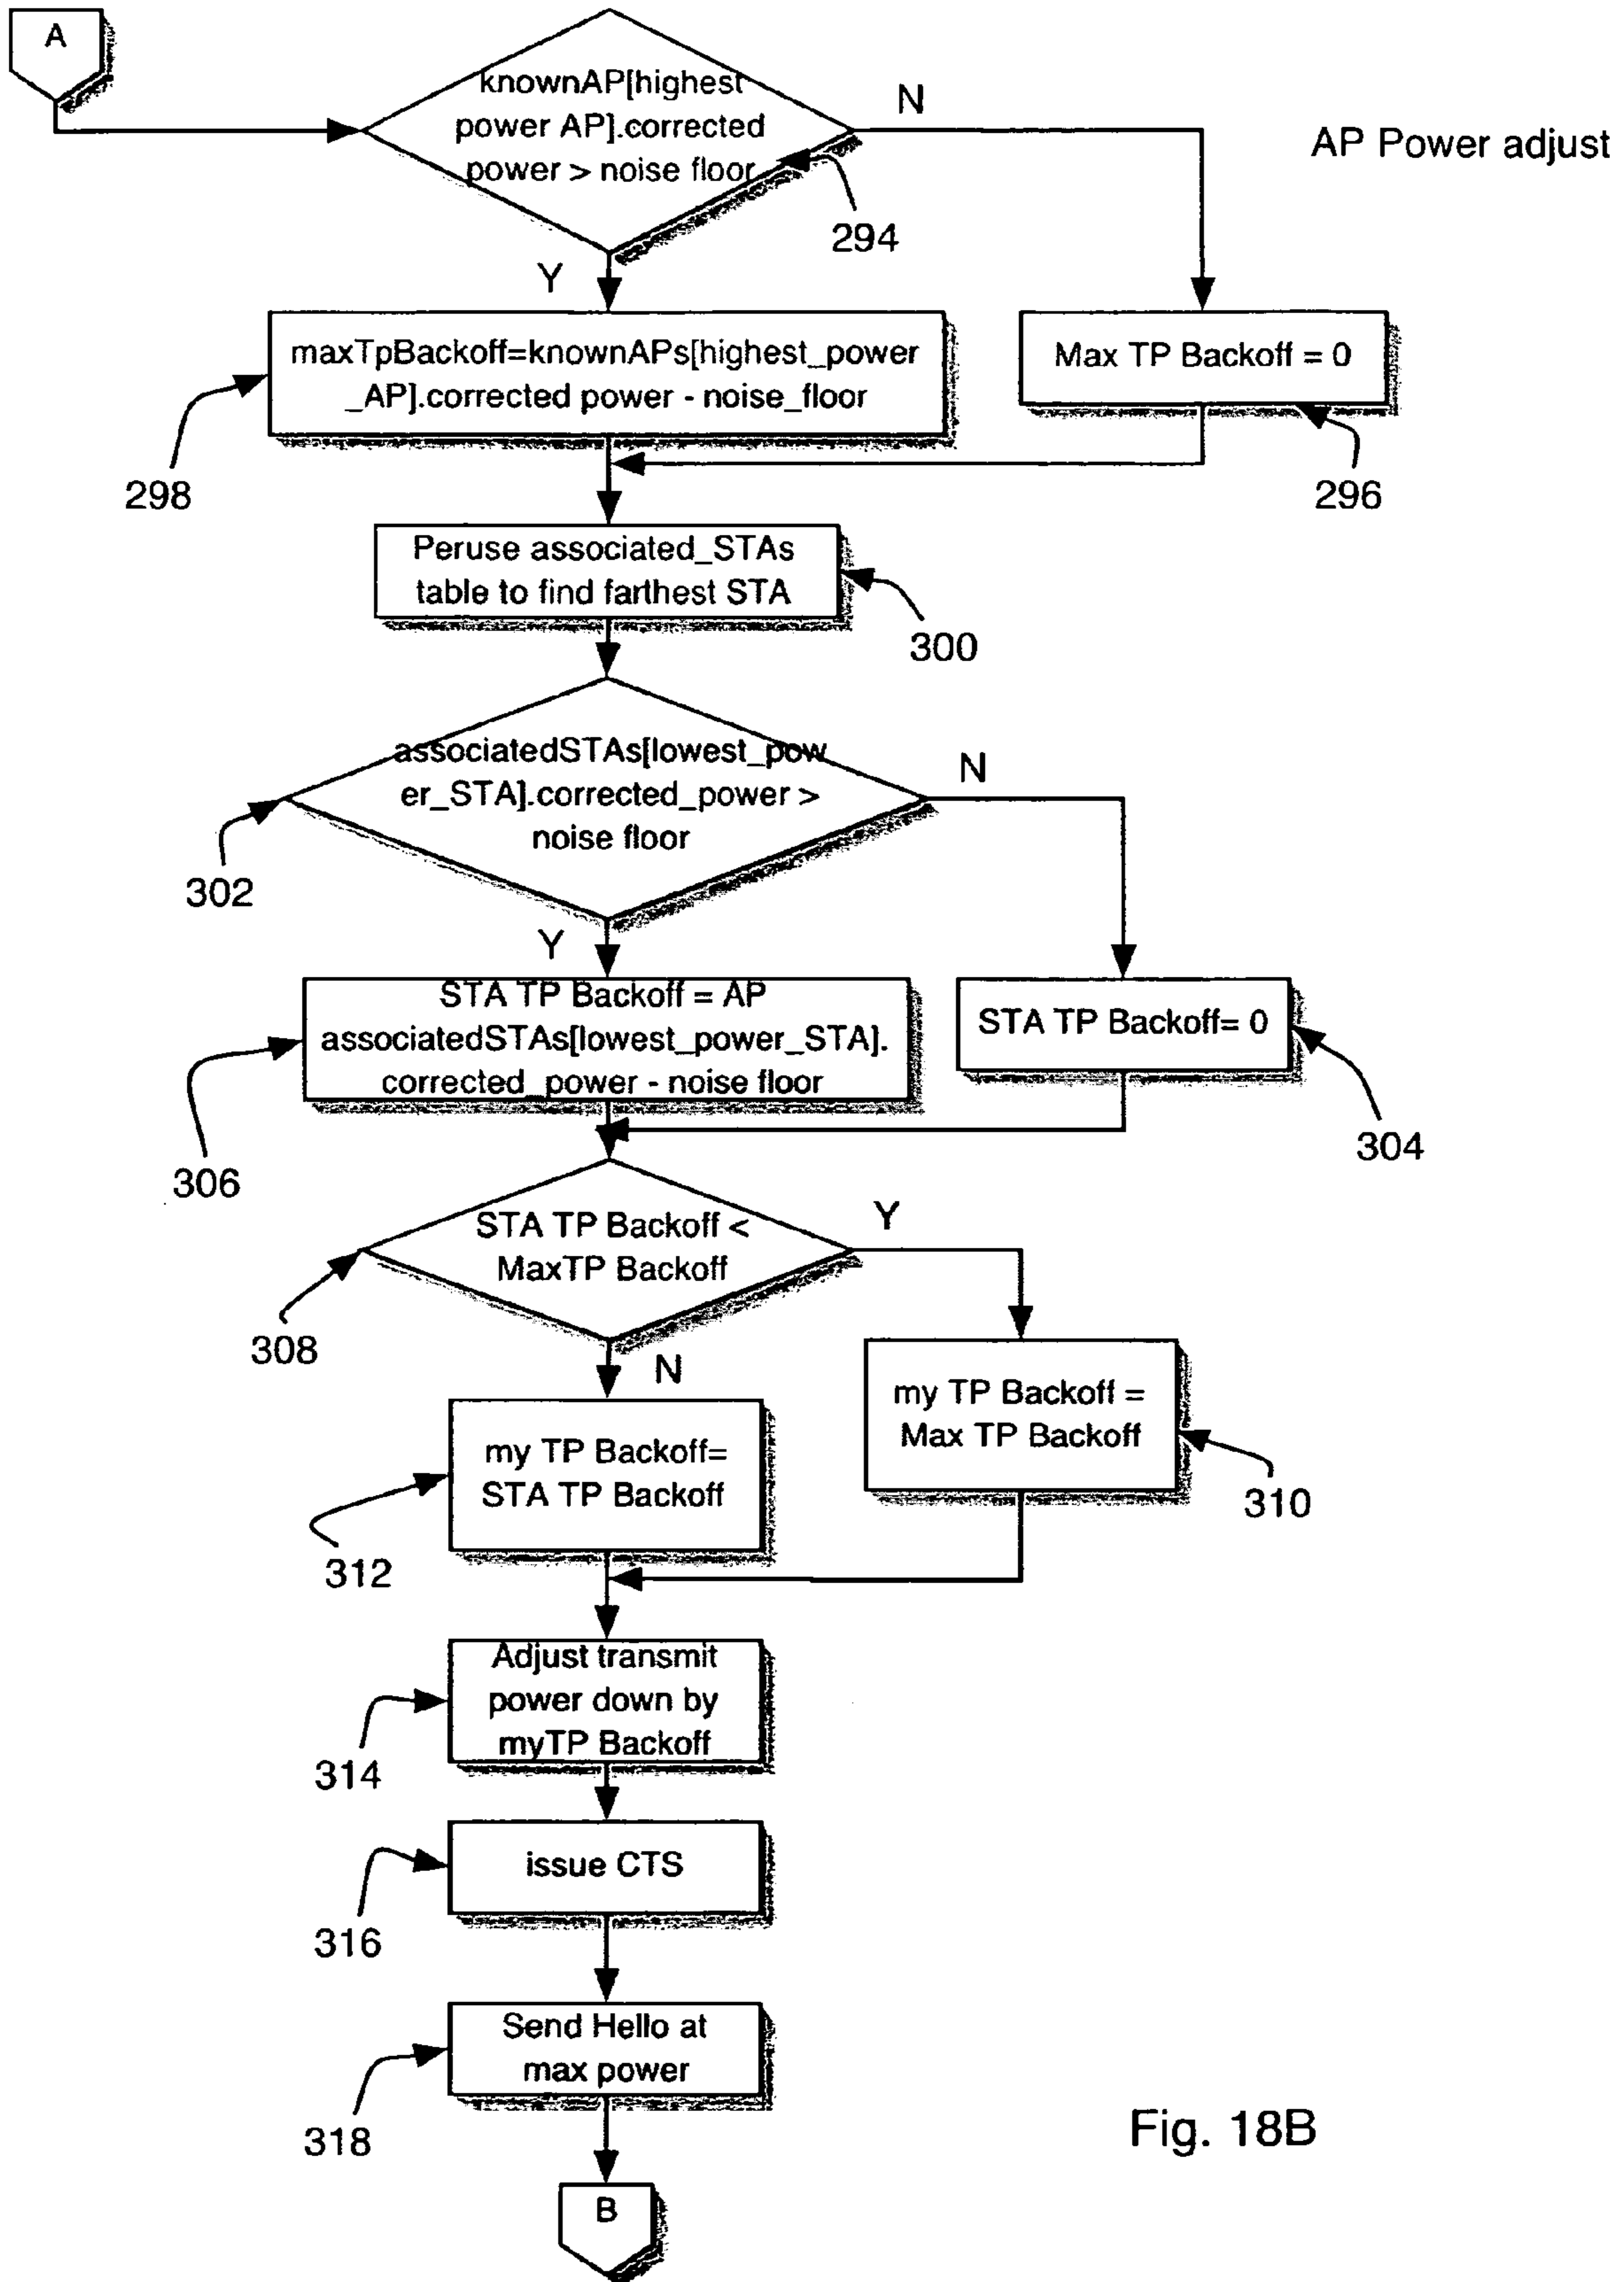 A
knownAP[highest
power AP].corrected
power > noise floor
N
AP Power adjust
294
Y
maxTpBackoff=knownAPs[highest_power
_AP].corrected power - noise_floor
Max TP Backoff = 0
298
296
Peruse associated_STAs
table to find farthest STA
300
associatedSTAs[lowest_pow
er_STA].corrected_power >
noise floor
N
302
Y
STA TP Backoff = AP
associatedSTAs[lowest_power_STA].
corrected_power - noise floor
STA TP Backoff= 0
304
306
STA TP Backoff <
MaxTP Backoff
Y
308
N
my TP Backoff =
Max TP Backoff
my TP Backoff=
STA TP Backoff
310
312
Adjust transmit
power down by
myTP Backoff
314
issue CTS
316
Send Hello at
max power
318
Fig. 18B
B